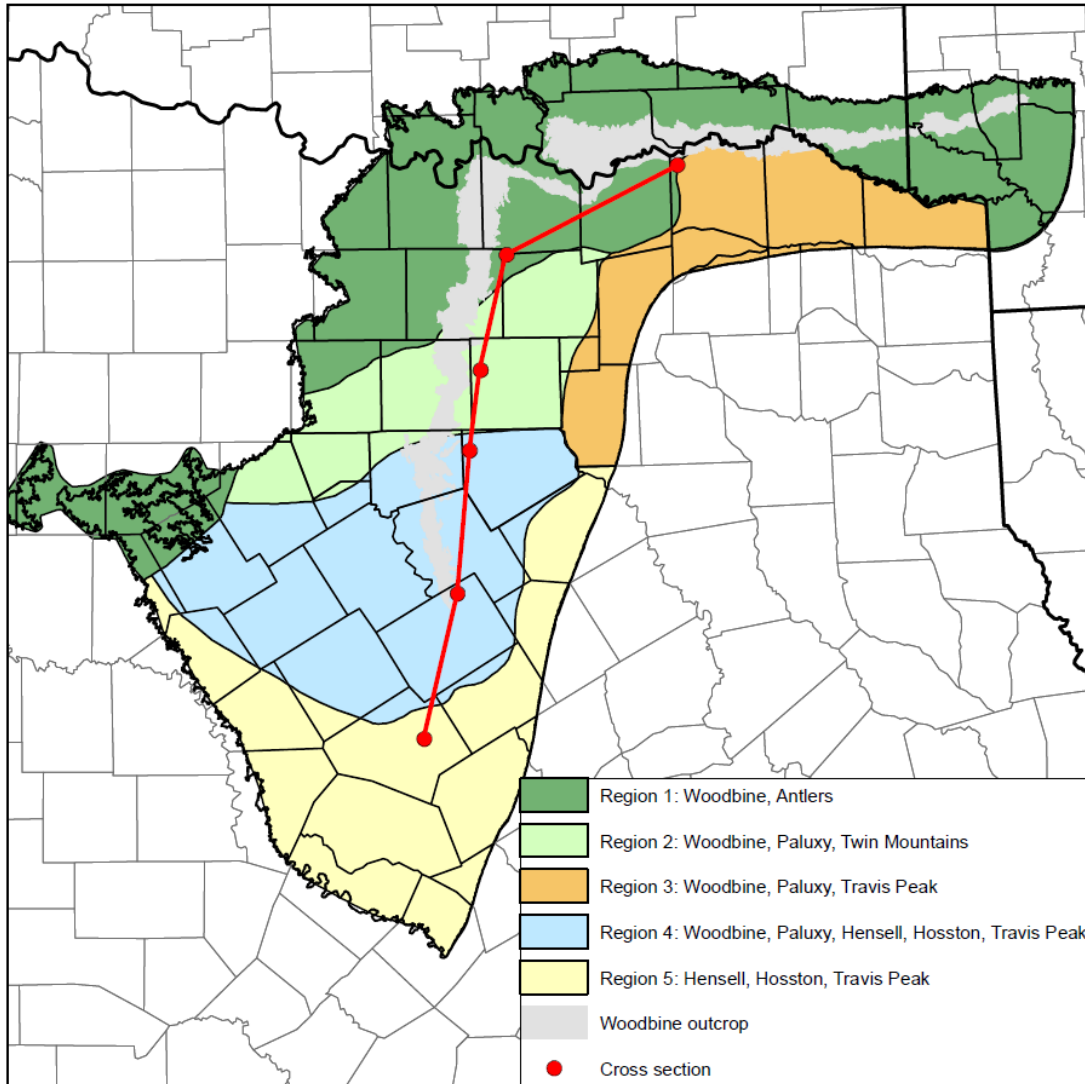 Region 1: Woodbine, Antlers
Region 2: Woodbine, Paluxy, Twin Mountains
Region 3: Woodbine, Paluxy, Travis Peak
Region 4: Woodbine, Paluxy, Hensell, Hosston, Travis Peak
Region 5: Hensell, Hosston, Travis Peak
Woodbine outcrop
Cross section